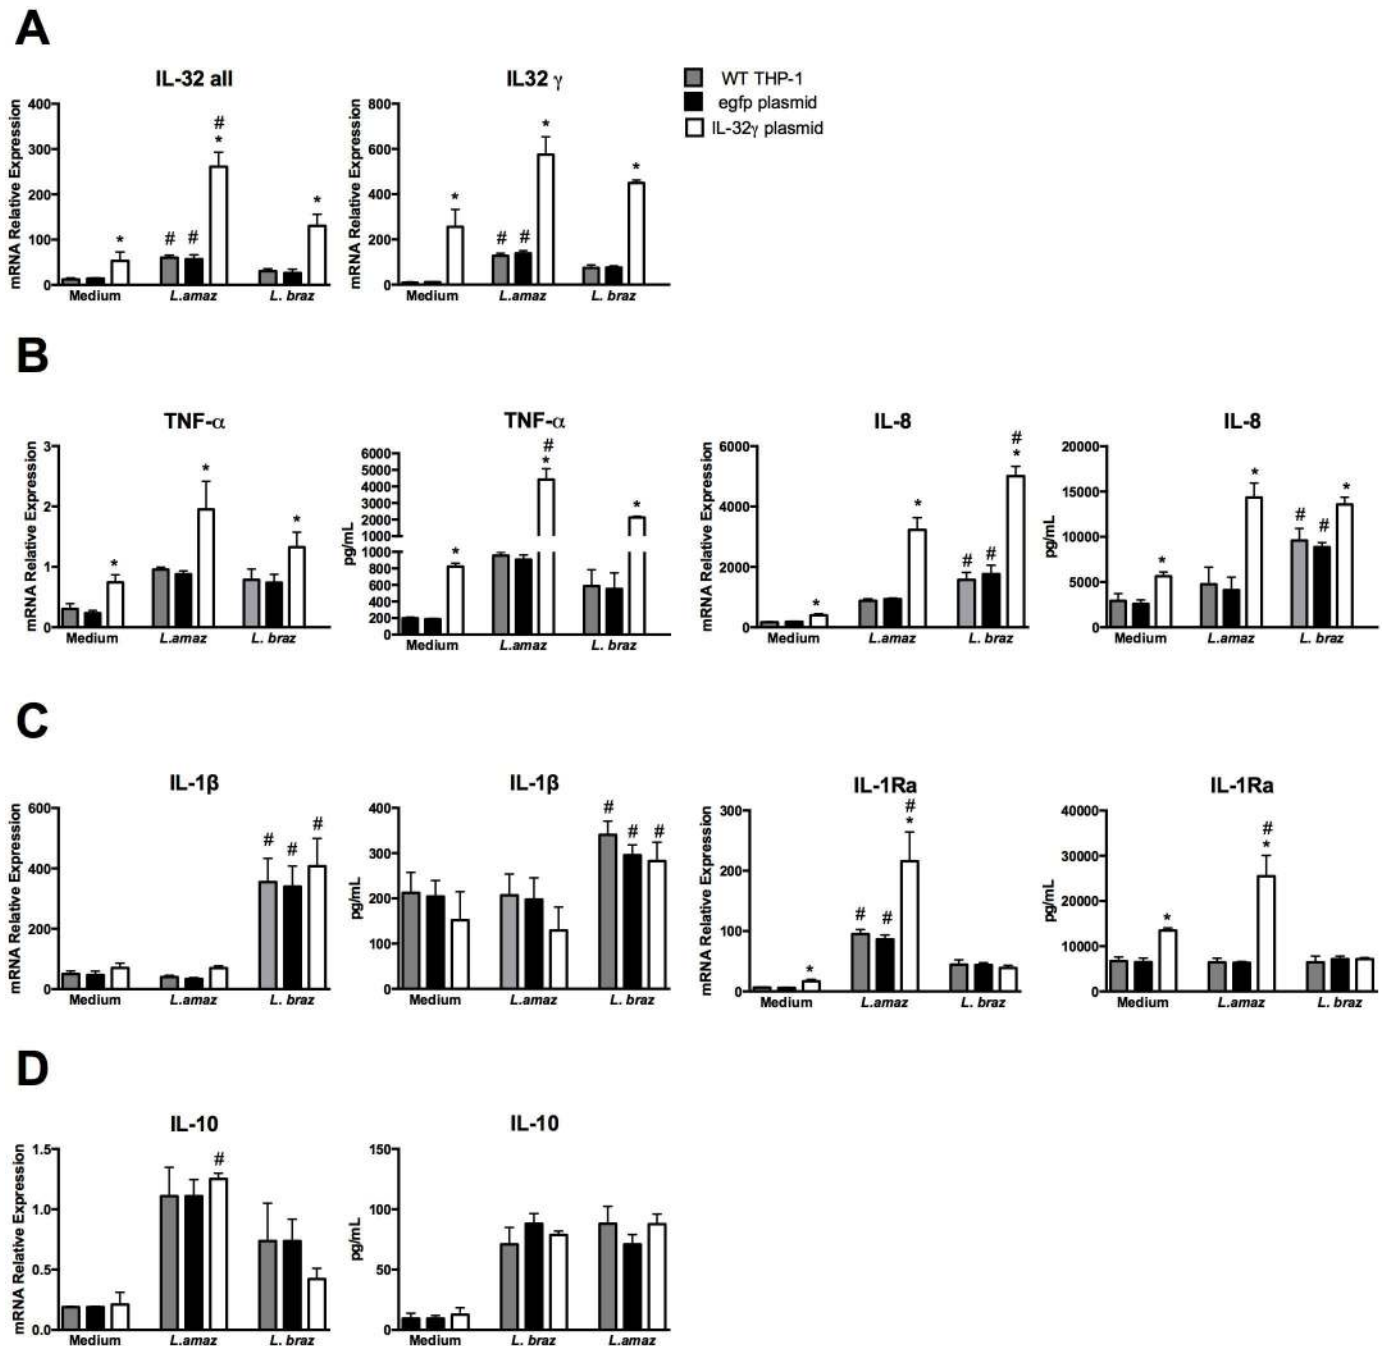 A
IL-32 all
mRNA Relative Expression
400
300
200
100
0
# # # * * *
Medium L.amaz L. braz
IL32 γ
mRNA Relative Expression
800
600
400
200
0
* # # * *
Medium L.amaz L. braz
WT THP-1
egfp plasmid
IL-32γ plasmid
B
TNF-α
mRNA Relative Expression
3
2
1
0
* * *
Medium L.amaz L. braz
TNF-α
pg/mL
6000
5000
4000
3000
2000
1000
1000
800
600
400
200
0
* # * *
Medium L.amaz L. braz
IL-8
mRNA Relative Expression
6000
4000
2000
0
* * # # # *
Medium L.amaz L. braz
IL-8
pg/mL
20000
15000
10000
5000
0
* * # # *
Medium L.amaz L. braz
C
IL-1β
mRNA Relative Expression
600
400
200
0
# # #
Medium L.amaz L. braz
IL-1β
pg/mL
400
300
200
100
0
# # #
Medium L.amaz L. braz
IL-1Ra
mRNA Relative Expression
300
200
100
0
* # # # *
Medium L.amaz L. braz
IL-1Ra
pg/mL
40000
30000
20000
10000
0
* # *
Medium L.amaz L. braz
D
IL-10
mRNA Relative Expression
1.5
1.0
0.5
0.0
#
Medium L.amaz L. braz
IL-10
pg/mL
150
100
50
0
Medium L. braz L.amaz